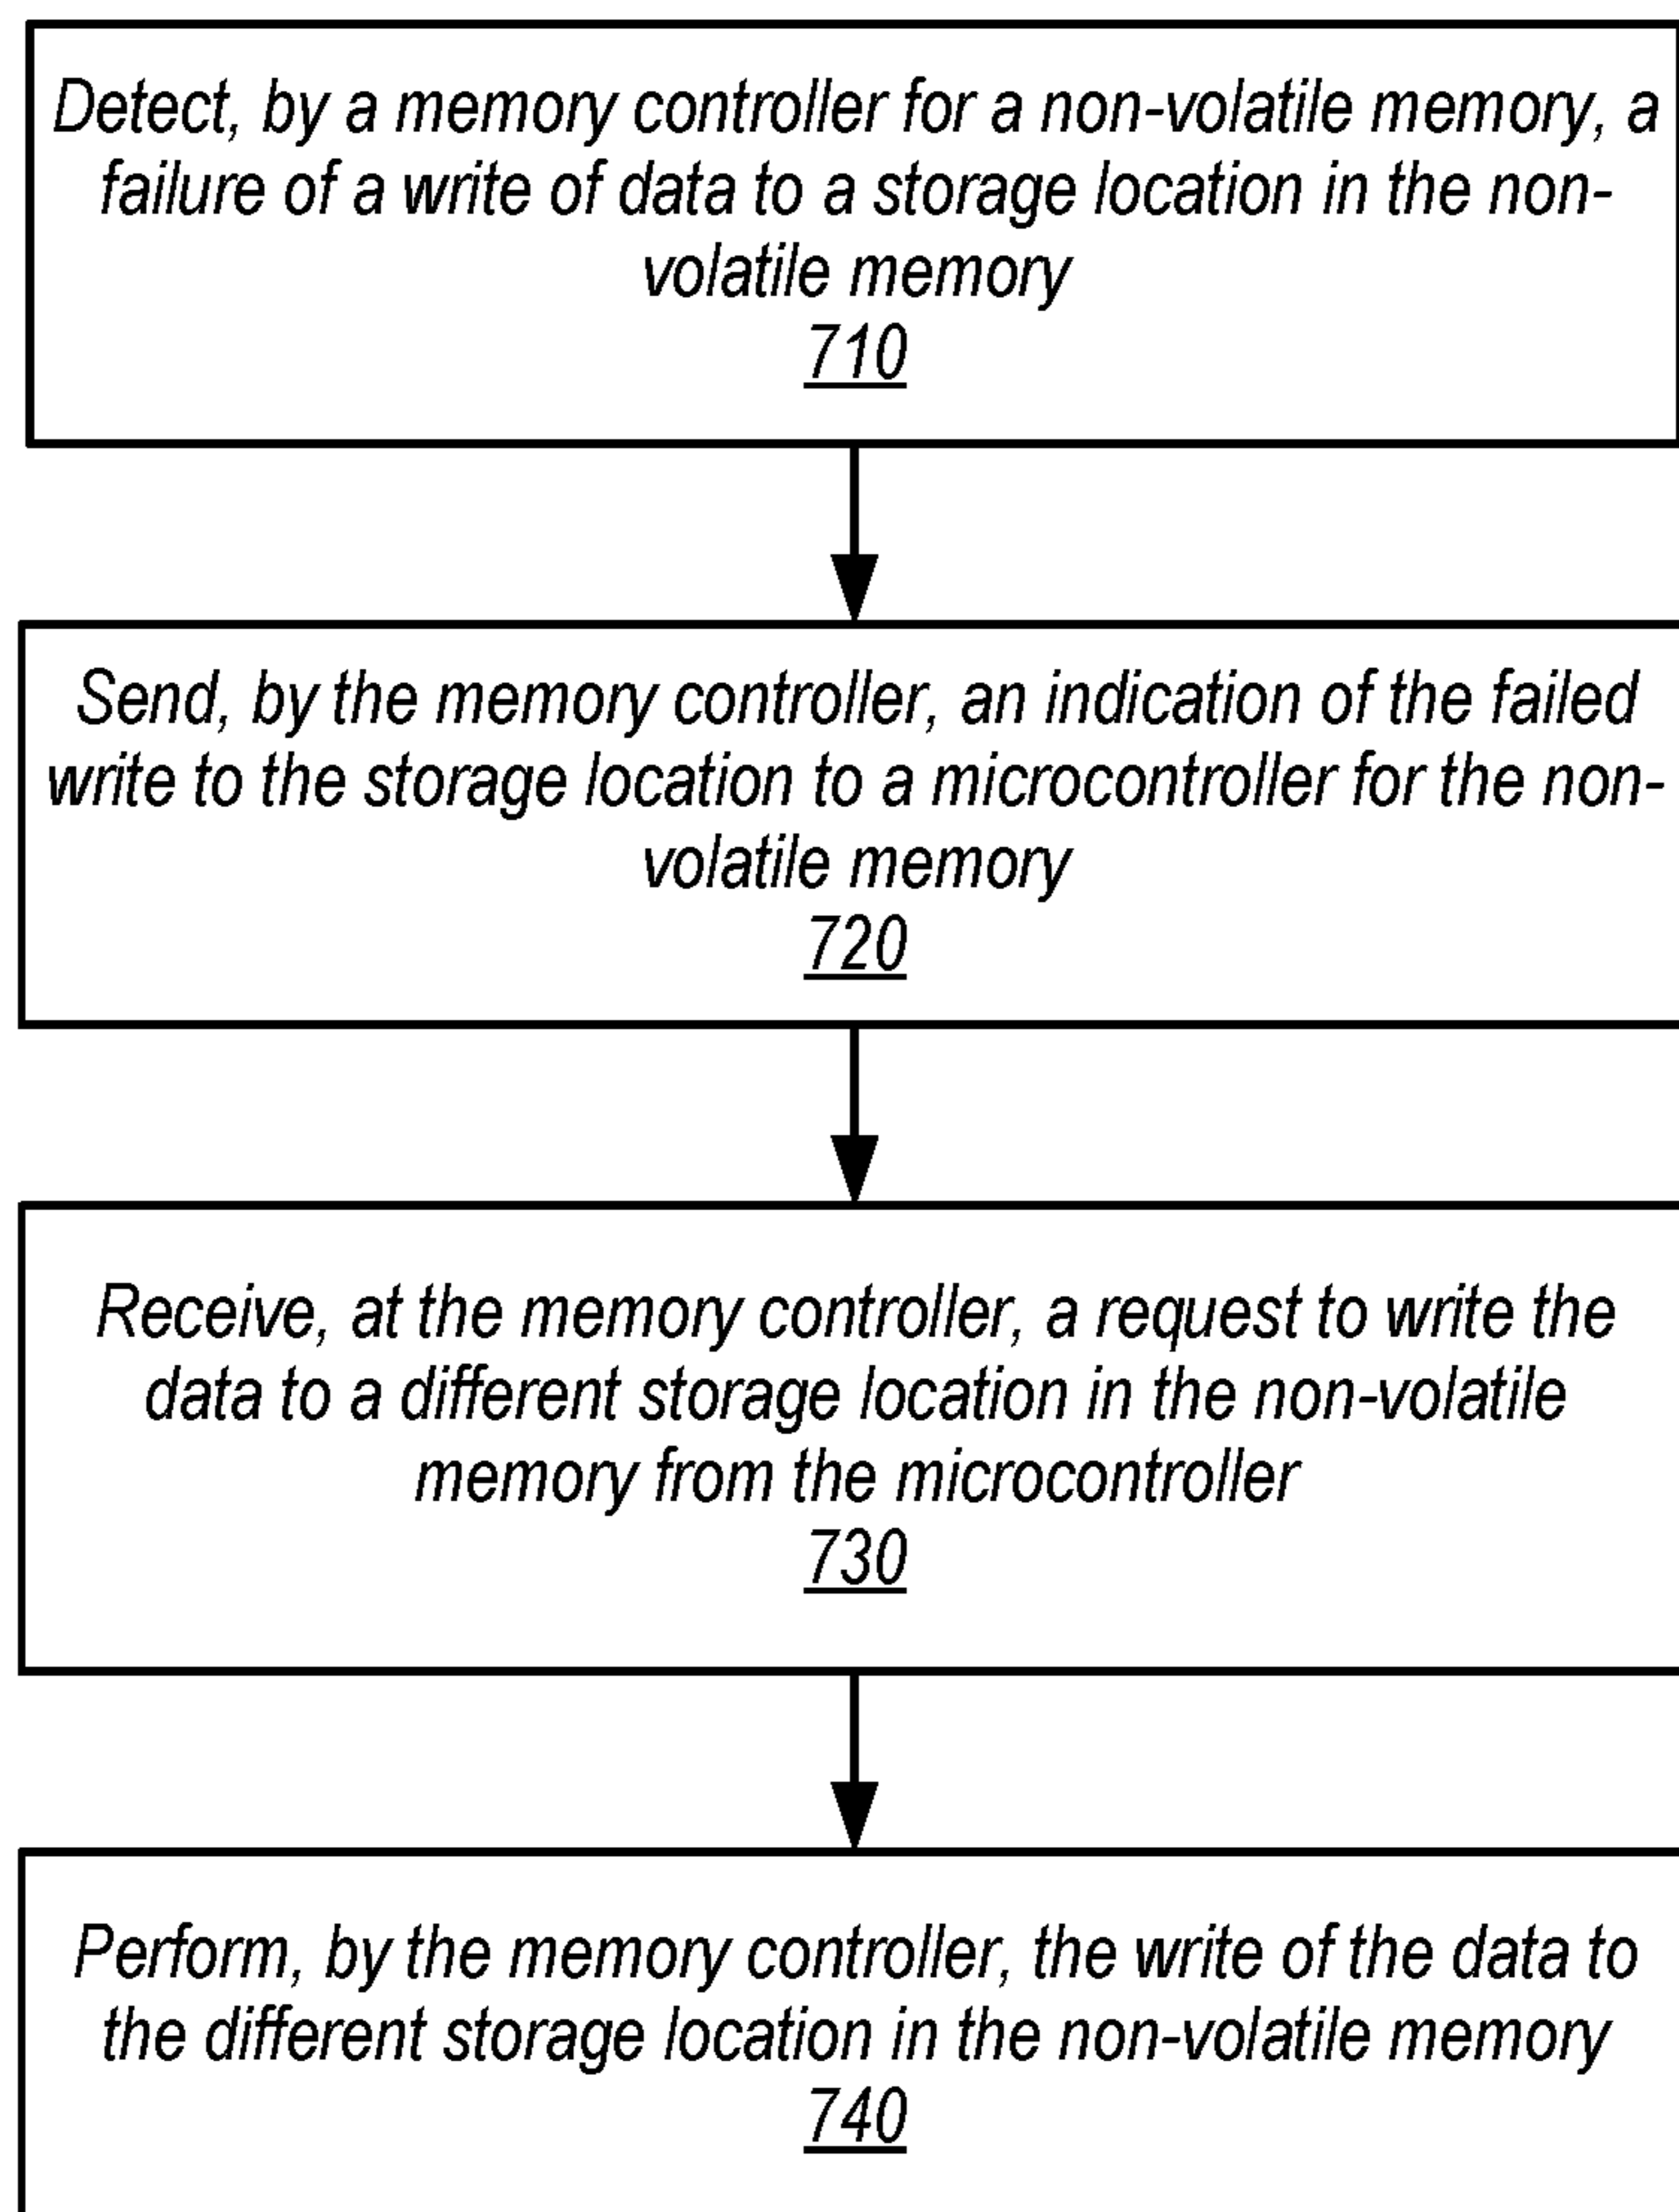 Detect, by a memory controller for a non-volatile memory, a
failure of a write of data to a storage location in the non-
volatile memory
710
Send, by the memory controller, an indication of the failed
write to the storage location to a microcontroller for the non-
volatile memory
720
Receive, at the memory controller, a request to write the
data to a different storage location in the non-volatile
memory from the microcontroller
730
Perform, by the memory controller, the write of the data to
the different storage location in the non-volatile memory
740